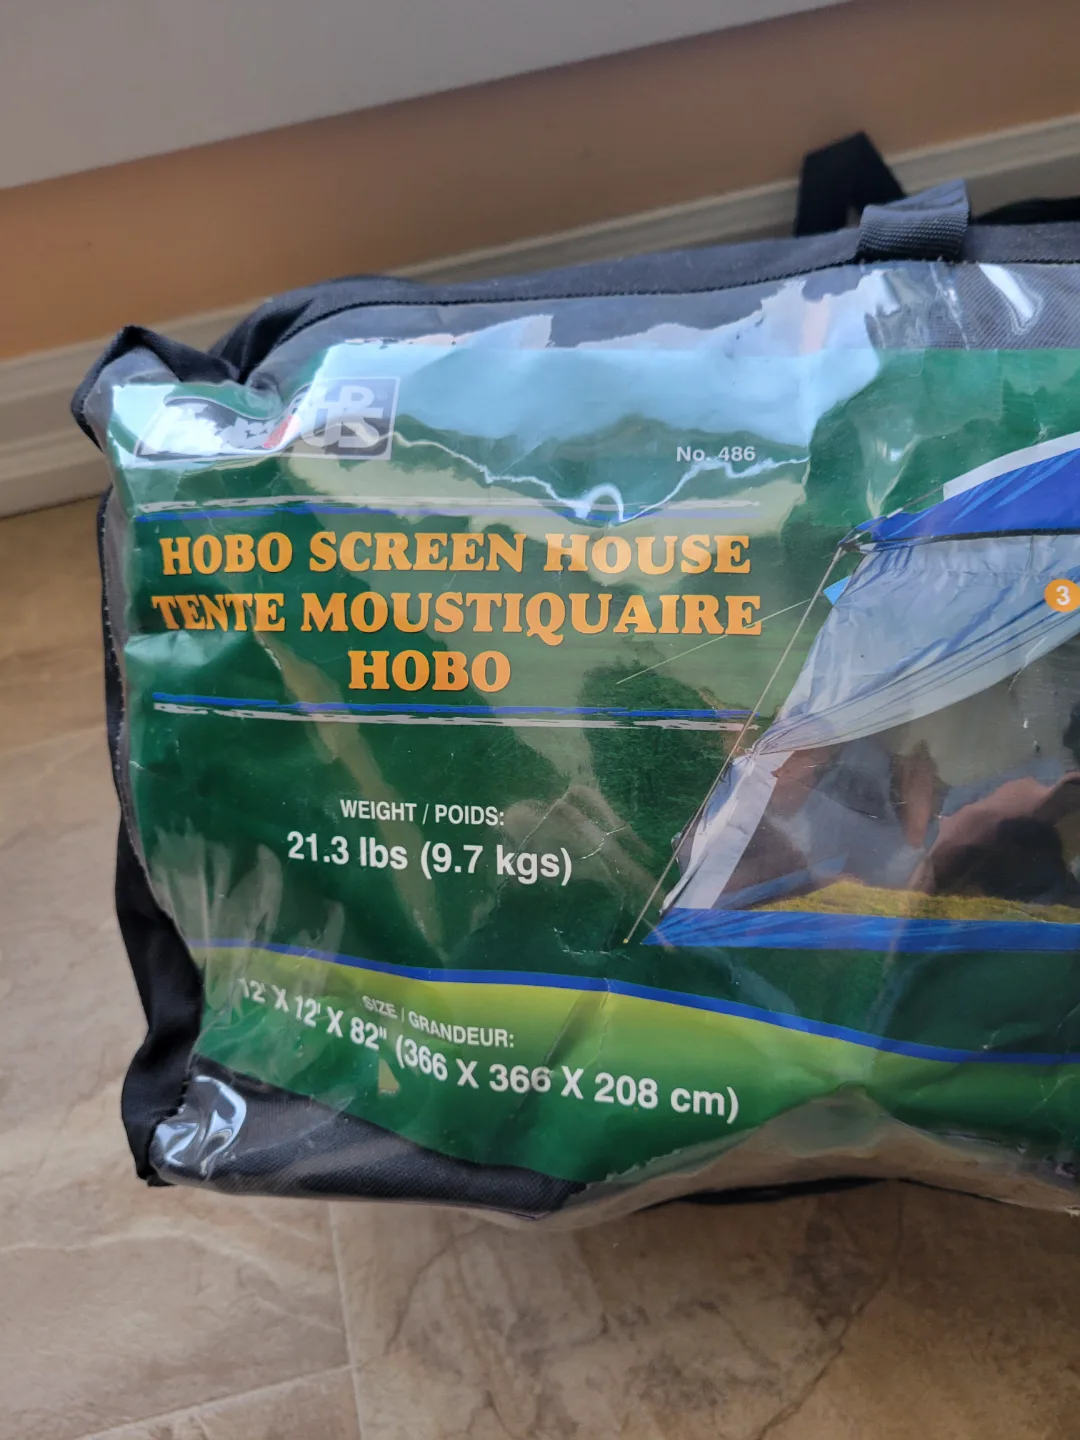 No. 486
HOBO SCREEN HOUSE
TENTE MOUSTIQUAIRE
HOBO
3
WEIGHT / POIDS:
21.3 lbs (9.7 kgs)
SIZE / GRANDEUR:
12' X 12' X 82" (366 X 366 X 208 cm)